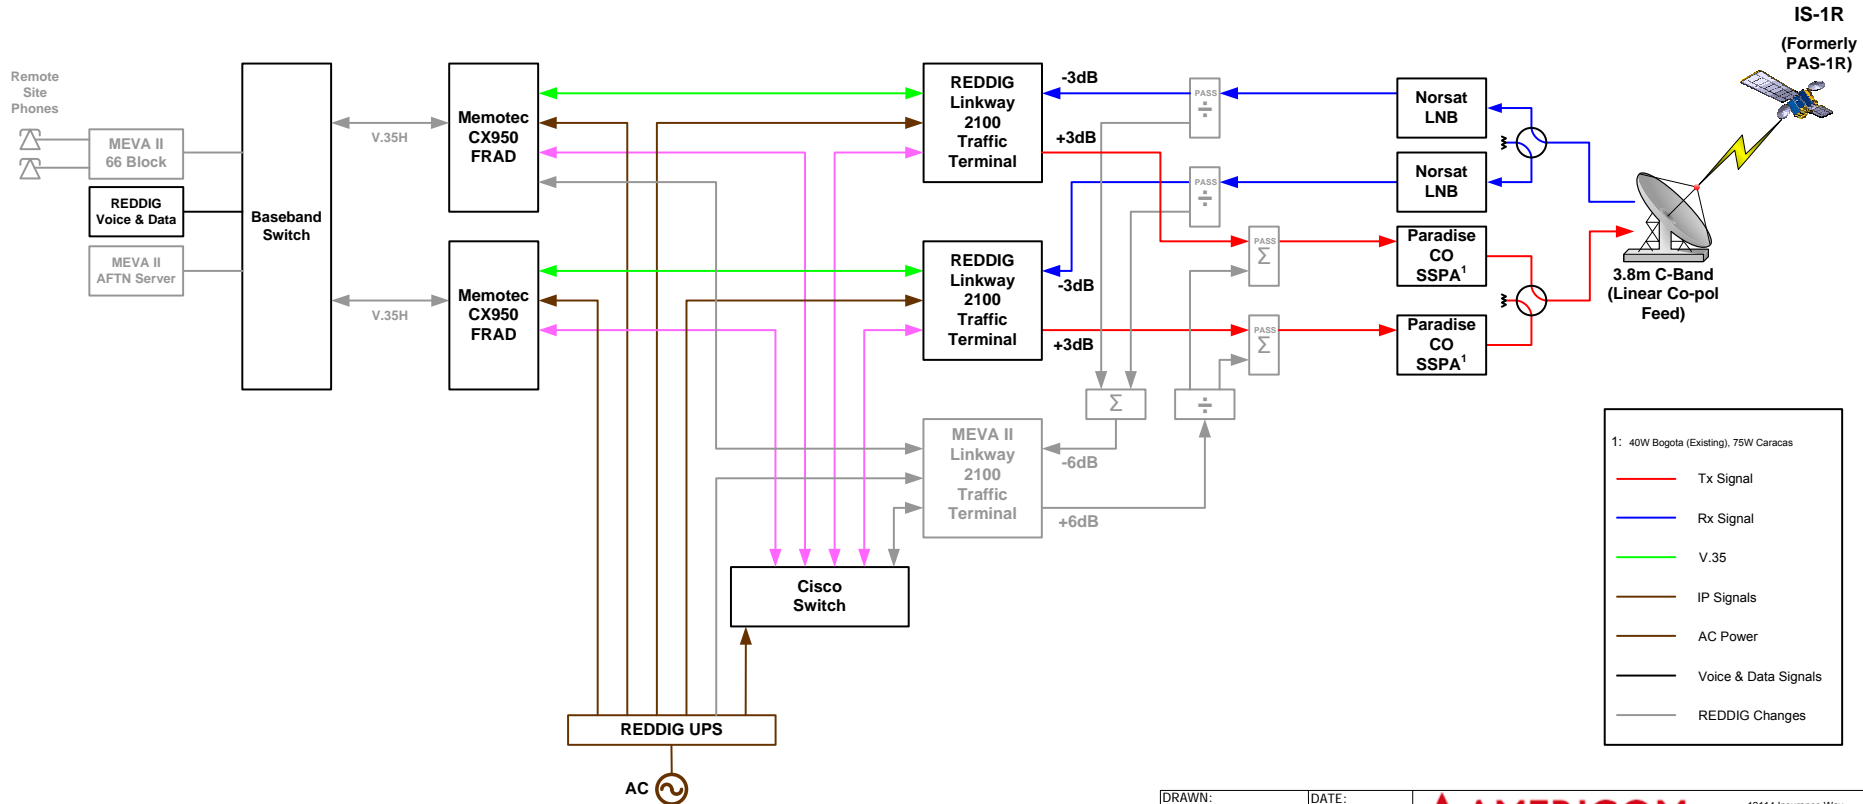 IS-1R
(Formerly
PAS-1R)
Remote
Site
Phones
MEVA II
66 Block
REDDIG
Voice & Data
MEVA II
AFTN Server
Baseband
Switch
V.35H
V.35H
Memotec
CX950
FRAD
Memotec
CX950
FRAD
REDDIG
Linkway
2100
Traffic
Terminal
REDDIG
Linkway
2100
Traffic
Terminal
MEVA II
Linkway
2100
Traffic
Terminal
-3dB
+3dB
-3dB
+3dB
-6dB
+6dB
PASS
÷
PASS
÷
PASS
Σ
PASS
Σ
Σ
÷
Norsat
LNB
Norsat
LNB
Paradise
CO
SSPA1
Paradise
CO
SSPA1
3.8m C-Band
(Linear Co-pol
Feed)
Cisco
Switch
REDDIG UPS
AC
1: 40W Bogota (Existing), 75W Caracas
Tx Signal
Rx Signal
V.35
IP Signals
AC Power
Voice & Data Signals
REDDIG Changes
DRAWN:
DATE:
AMERICOM